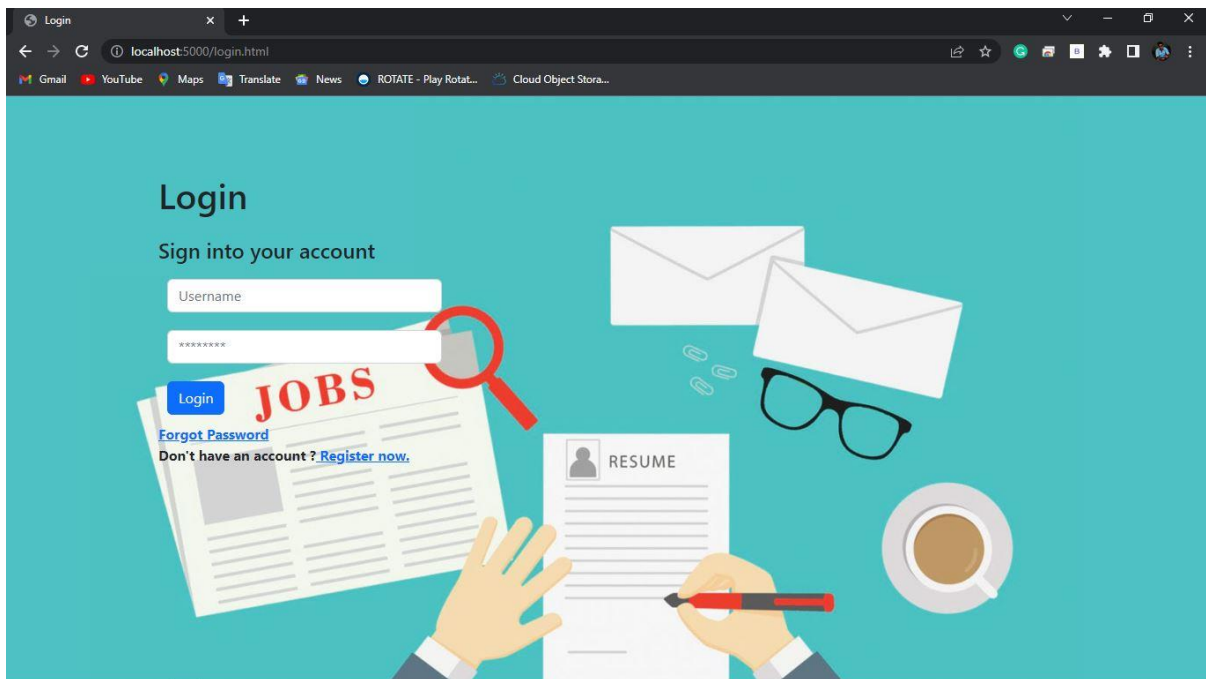 Login
localhost:5000/login.html
Gmail YouTube Maps Translate News ROTATE - Play Rotat... Cloud Object Stora...
Login
Sign into your account
Username
********
Login
JOBS
Forgot Password
Don't have an account ? Register now.
RESUME